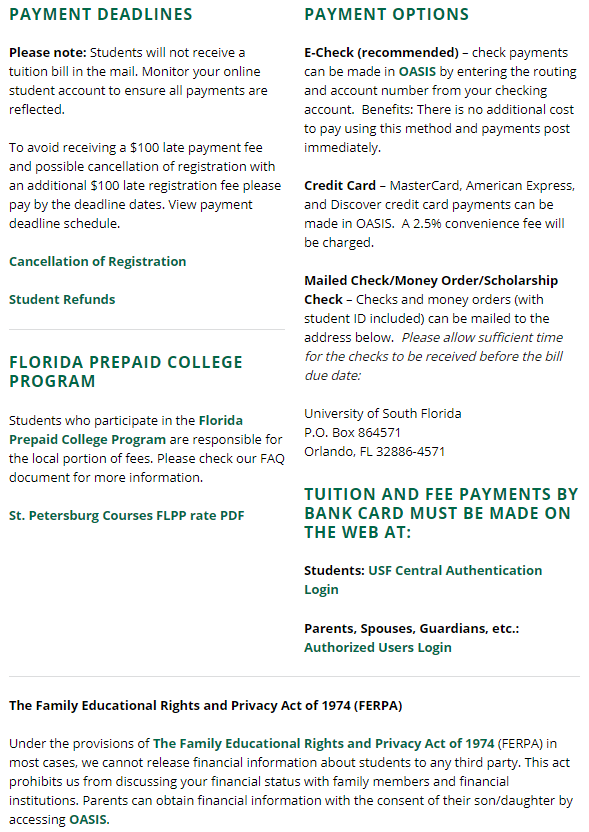 PAYMENT DEADLINES
Please note: Students will not receive a
tuition bill in the mail. Monitor your online
student account to ensure all payments are
reflected.
To avoid receiving a $100 late payment fee
and possible cancellation of registration with
an additional $100 late registration fee please
pay by the deadline dates. View payment
deadline schedule.
Cancellation of Registration
Student Refunds
FLORIDA PREPAID COLLEGE
PROGRAM
Students who participate in the Florida
Prepaid College Program are responsible for
the local portion of fees. Please check our FAQ
document for more information.
St. Petersburg Courses FLPP rate PDF
PAYMENT OPTIONS
E-Check (recommended) – check payments
can be made in OASIS by entering the routing
and account number from your checking
account.  Benefits: There is no additional cost
to pay using this method and payments post
immediately.
Credit Card – MasterCard, American Express,
and Discover credit card payments can be
made in OASIS.  A 2.5% convenience fee will
be charged.
Mailed Check/Money Order/Scholarship
Check – Checks and money orders (with
student ID included) can be mailed to the
address below.  Please allow sufficient time
for the checks to be received before the bill
due date:
University of South Florida
P.O. Box 864571
Orlando, FL 32886-4571
TUITION AND FEE PAYMENTS BY
BANK CARD MUST BE MADE ON
THE WEB AT:
Students: USF Central Authentication
Login
Parents, Spouses, Guardians, etc.:
Authorized Users Login
The Family Educational Rights and Privacy Act of 1974 (FERPA)
Under the provisions of The Family Educational Rights and Privacy Act of 1974 (FERPA) in
most cases, we cannot release financial information about students to any third party. This act
prohibits us from discussing your financial status with family members and financial
institutions. Parents can obtain financial information with the consent of their son/daughter by
accessing OASIS.